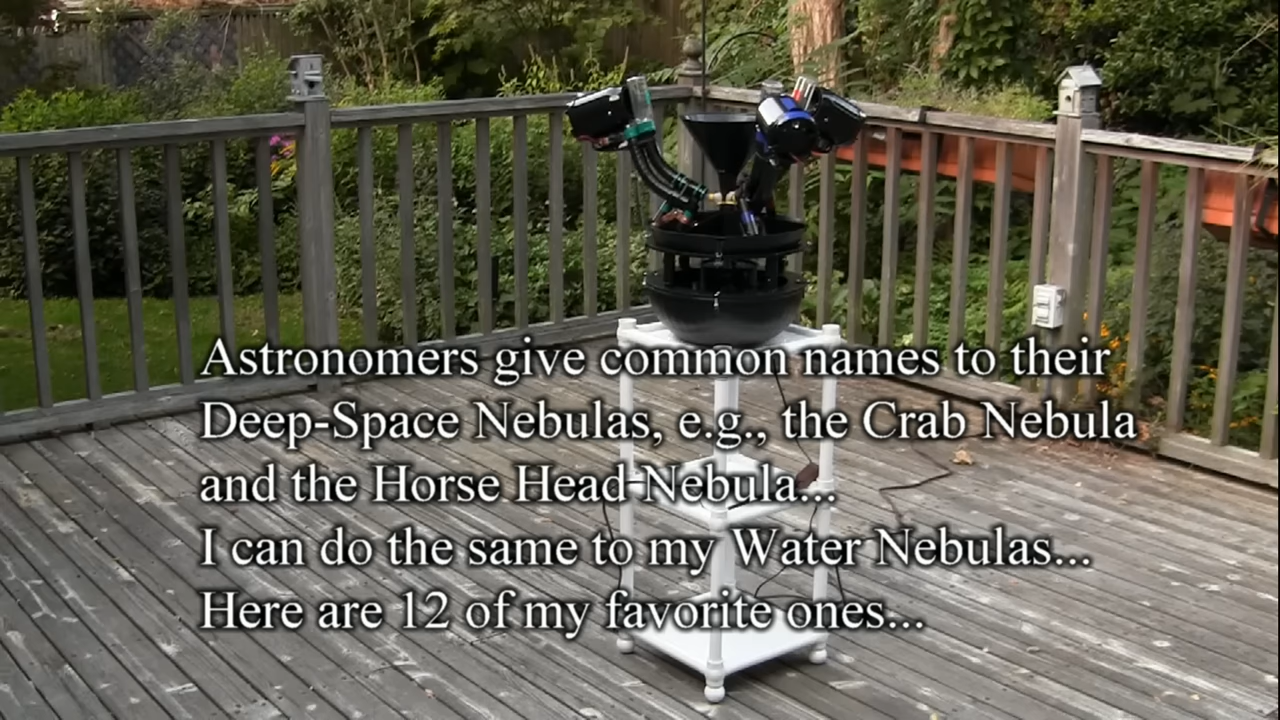 Astronomers give common names to their
Deep-Space Nebulas, e.g., the Crab Nebula
and the Horse Head Nebula...
I can do the same to my Water Nebulas...
Here are 12 of my favorite ones...